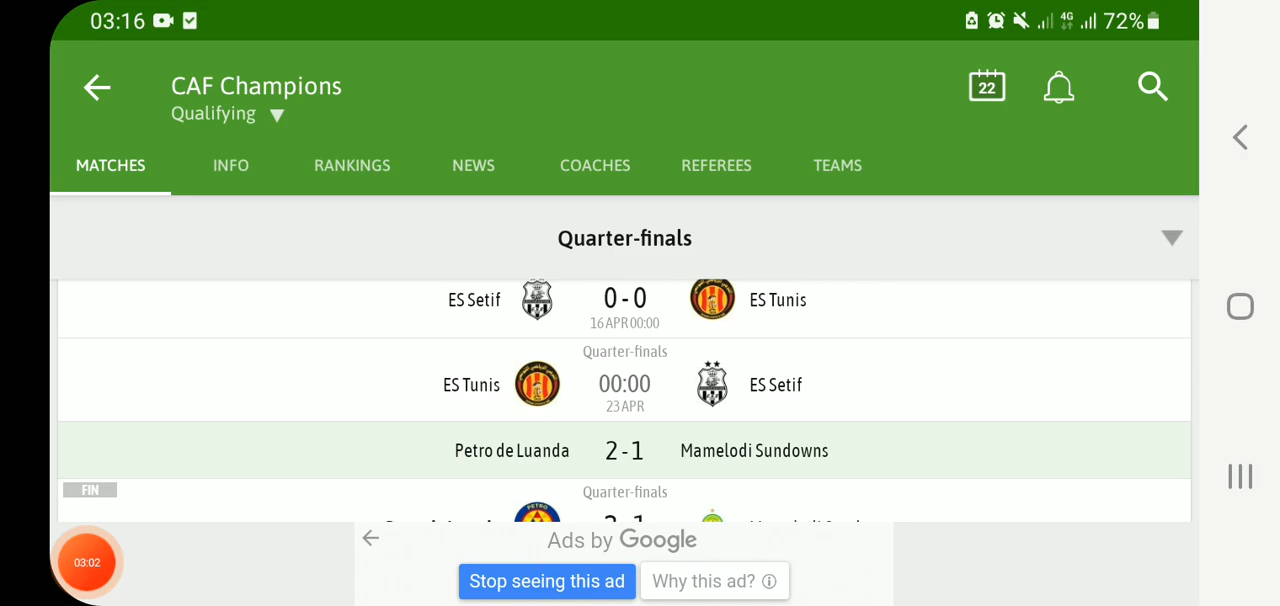 03:16 4G 72%
CAF Champions
Qualifying
22
MATCHES INFO RANKINGS NEWS COACHES REFEREES TEAMS
Quarter-finals
ES Setif 0 - 0 ES Tunis
16 APR 00:00
Quarter-finals
ES Tunis 00:00 ES Setif
23 APR
Petro de Luanda 2 - 1 Mamelodi Sundowns
FIN Quarter-finals
PETRO
Ads by Google
03:02
Stop seeing this ad Why this ad?